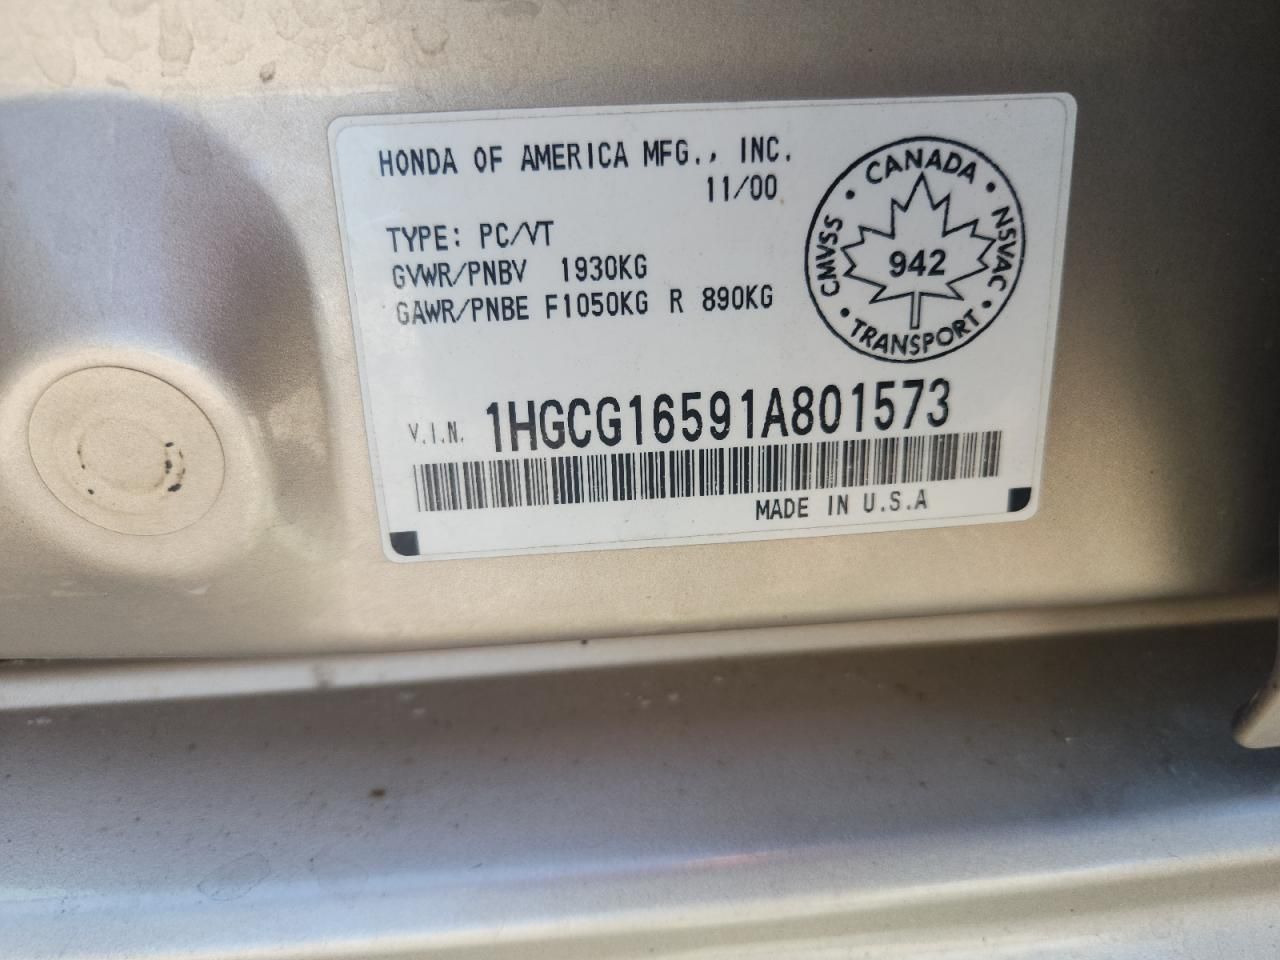 HONDA OF AMERICA MFG., INC.
11/00
TYPE: PC/VT
GVWR/PNBV 1930KG
GAWR/PNBE F1050KG R 890KG
CANADA
CMVSS
NSVAC
942
TRANSPORT
V.I.N. 1HGCG16591A801573
MADE IN U.S.A